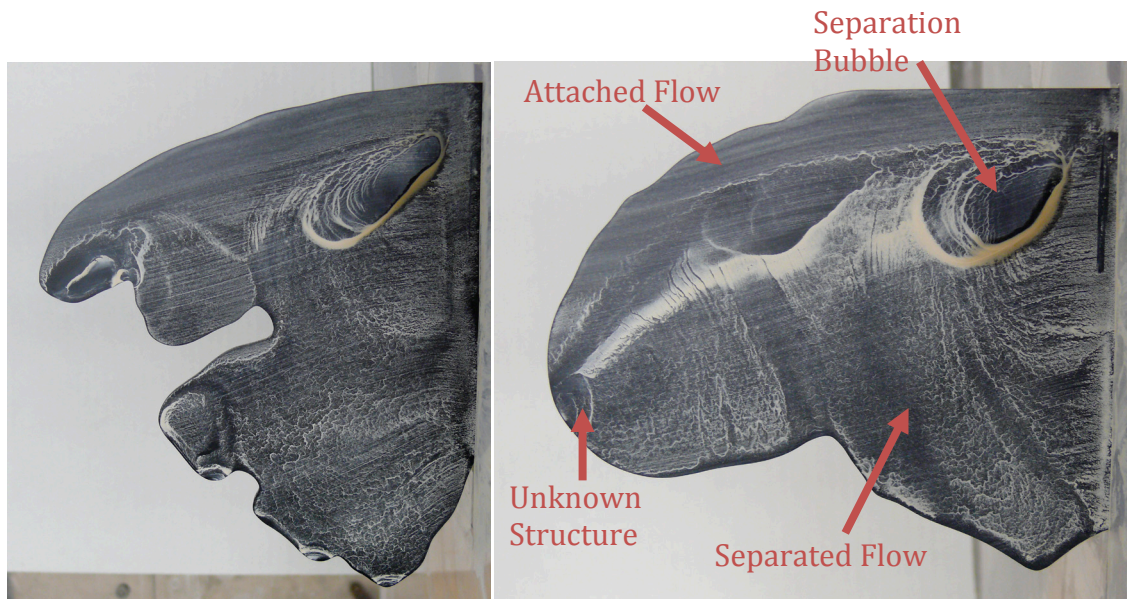 Separation
Bubble
Attached Flow
Unknown
Structure
Separated Flow